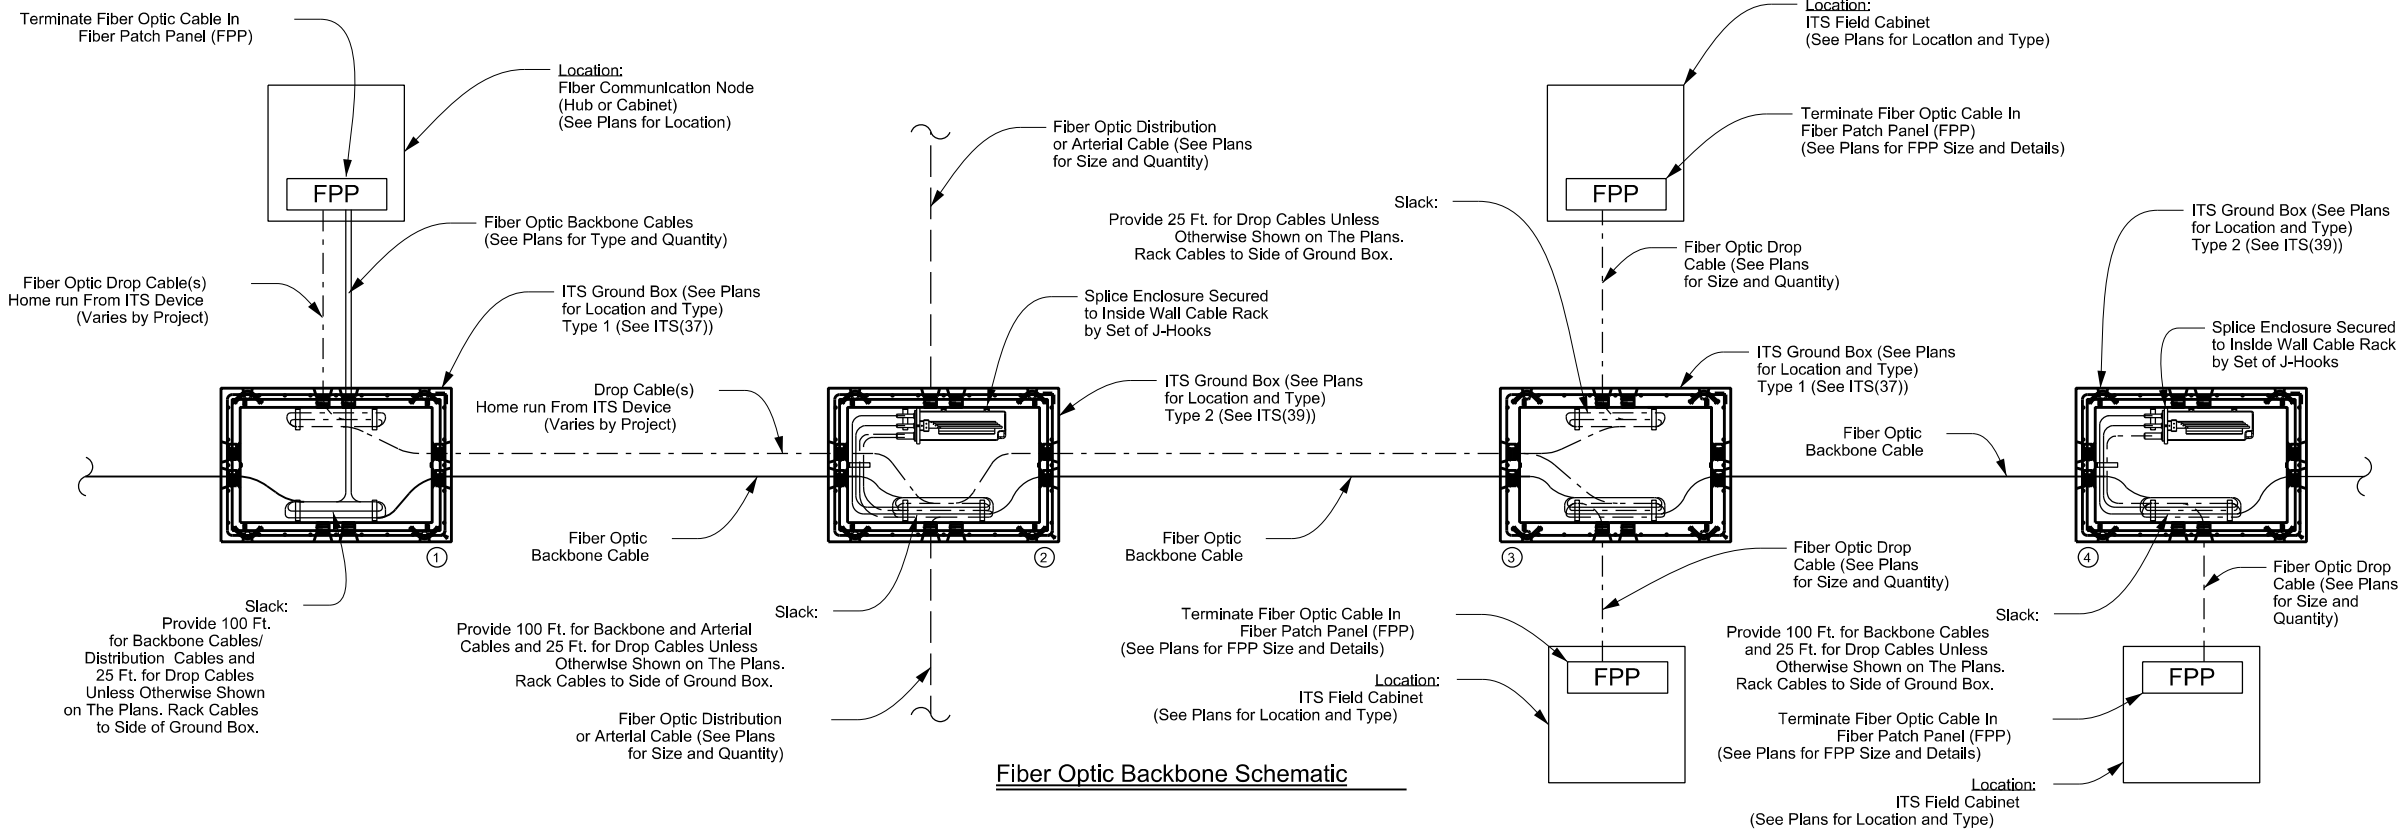 Terminate Fiber Optic Cable In
Fiber Patch Panel (FPP)
Location:
Fiber Communication Node
(Hub or Cabinet)
(See Plans for Location)
FPP
Fiber Optic Backbone Cables
(See Plans for Type and Quantity)
Fiber Optic Drop Cable(s)
Home run From ITS Device
(Varies by Project)
ITS Ground Box (See Plans
for Location and Type)
Type 1 (See ITS(37))
1
Slack:
Provide 100 Ft.
for Backbone Cables/
Distribution Cables and
25 Ft. for Drop Cables
Unless Otherwise Shown
on The Plans. Rack Cables
to Side of Ground Box.
Drop Cable(s)
Home run From ITS Device
(Varies by Project)
Fiber Optic
Backbone Cable
Fiber Optic Distribution
or Arterial Cable (See Plans
for Size and Quantity)
Splice Enclosure Secured
to Inside Wall Cable Rack
by Set of J-Hooks
ITS Ground Box (See Plans
for Location and Type)
Type 2 (See ITS(39))
2
Slack:
Provide 100 Ft. for Backbone and Arterial
Cables and 25 Ft. for Drop Cables Unless
Otherwise Shown on The Plans.
Rack Cables to Side of Ground Box.
Fiber Optic Distribution
or Arterial Cable (See Plans
for Size and Quantity)
Fiber Optic
Backbone Cable
Location:
ITS Field Cabinet
(See Plans for Location and Type)
Terminate Fiber Optic Cable In
Fiber Patch Panel (FPP)
(See Plans for FPP Size and Details)
FPP
Slack:
Provide 25 Ft. for Drop Cables Unless
Otherwise Shown on The Plans.
Rack Cables to Side of Ground Box.
Fiber Optic Drop
Cable (See Plans
for Size and Quantity)
ITS Ground Box (See Plans
for Location and Type)
Type 1 (See ITS(37))
3
Fiber Optic Drop
Cable (See Plans
for Size and Quantity)
Terminate Fiber Optic Cable In
Fiber Patch Panel (FPP)
(See Plans for FPP Size and Details)
FPP
Location:
ITS Field Cabinet
(See Plans for Location and Type)
Fiber Optic
Backbone Cable
ITS Ground Box (See Plans
for Location and Type)
Type 2 (See ITS(39))
Splice Enclosure Secured
to Inside Wall Cable Rack
by Set of J-Hooks
4
Slack:
Provide 100 Ft. for Backbone Cables
and 25 Ft. for Drop Cables Unless
Otherwise Shown on The Plans.
Rack Cables to Side of Ground Box.
Fiber Optic Drop
Cable (See Plans
for Size and
Quantity)
FPP
Terminate Fiber Optic Cable In
Fiber Patch Panel (FPP)
(See Plans for FPP Size and Details)
Location:
ITS Field Cabinet
(See Plans for Location and Type)
Fiber Optic Backbone Schematic